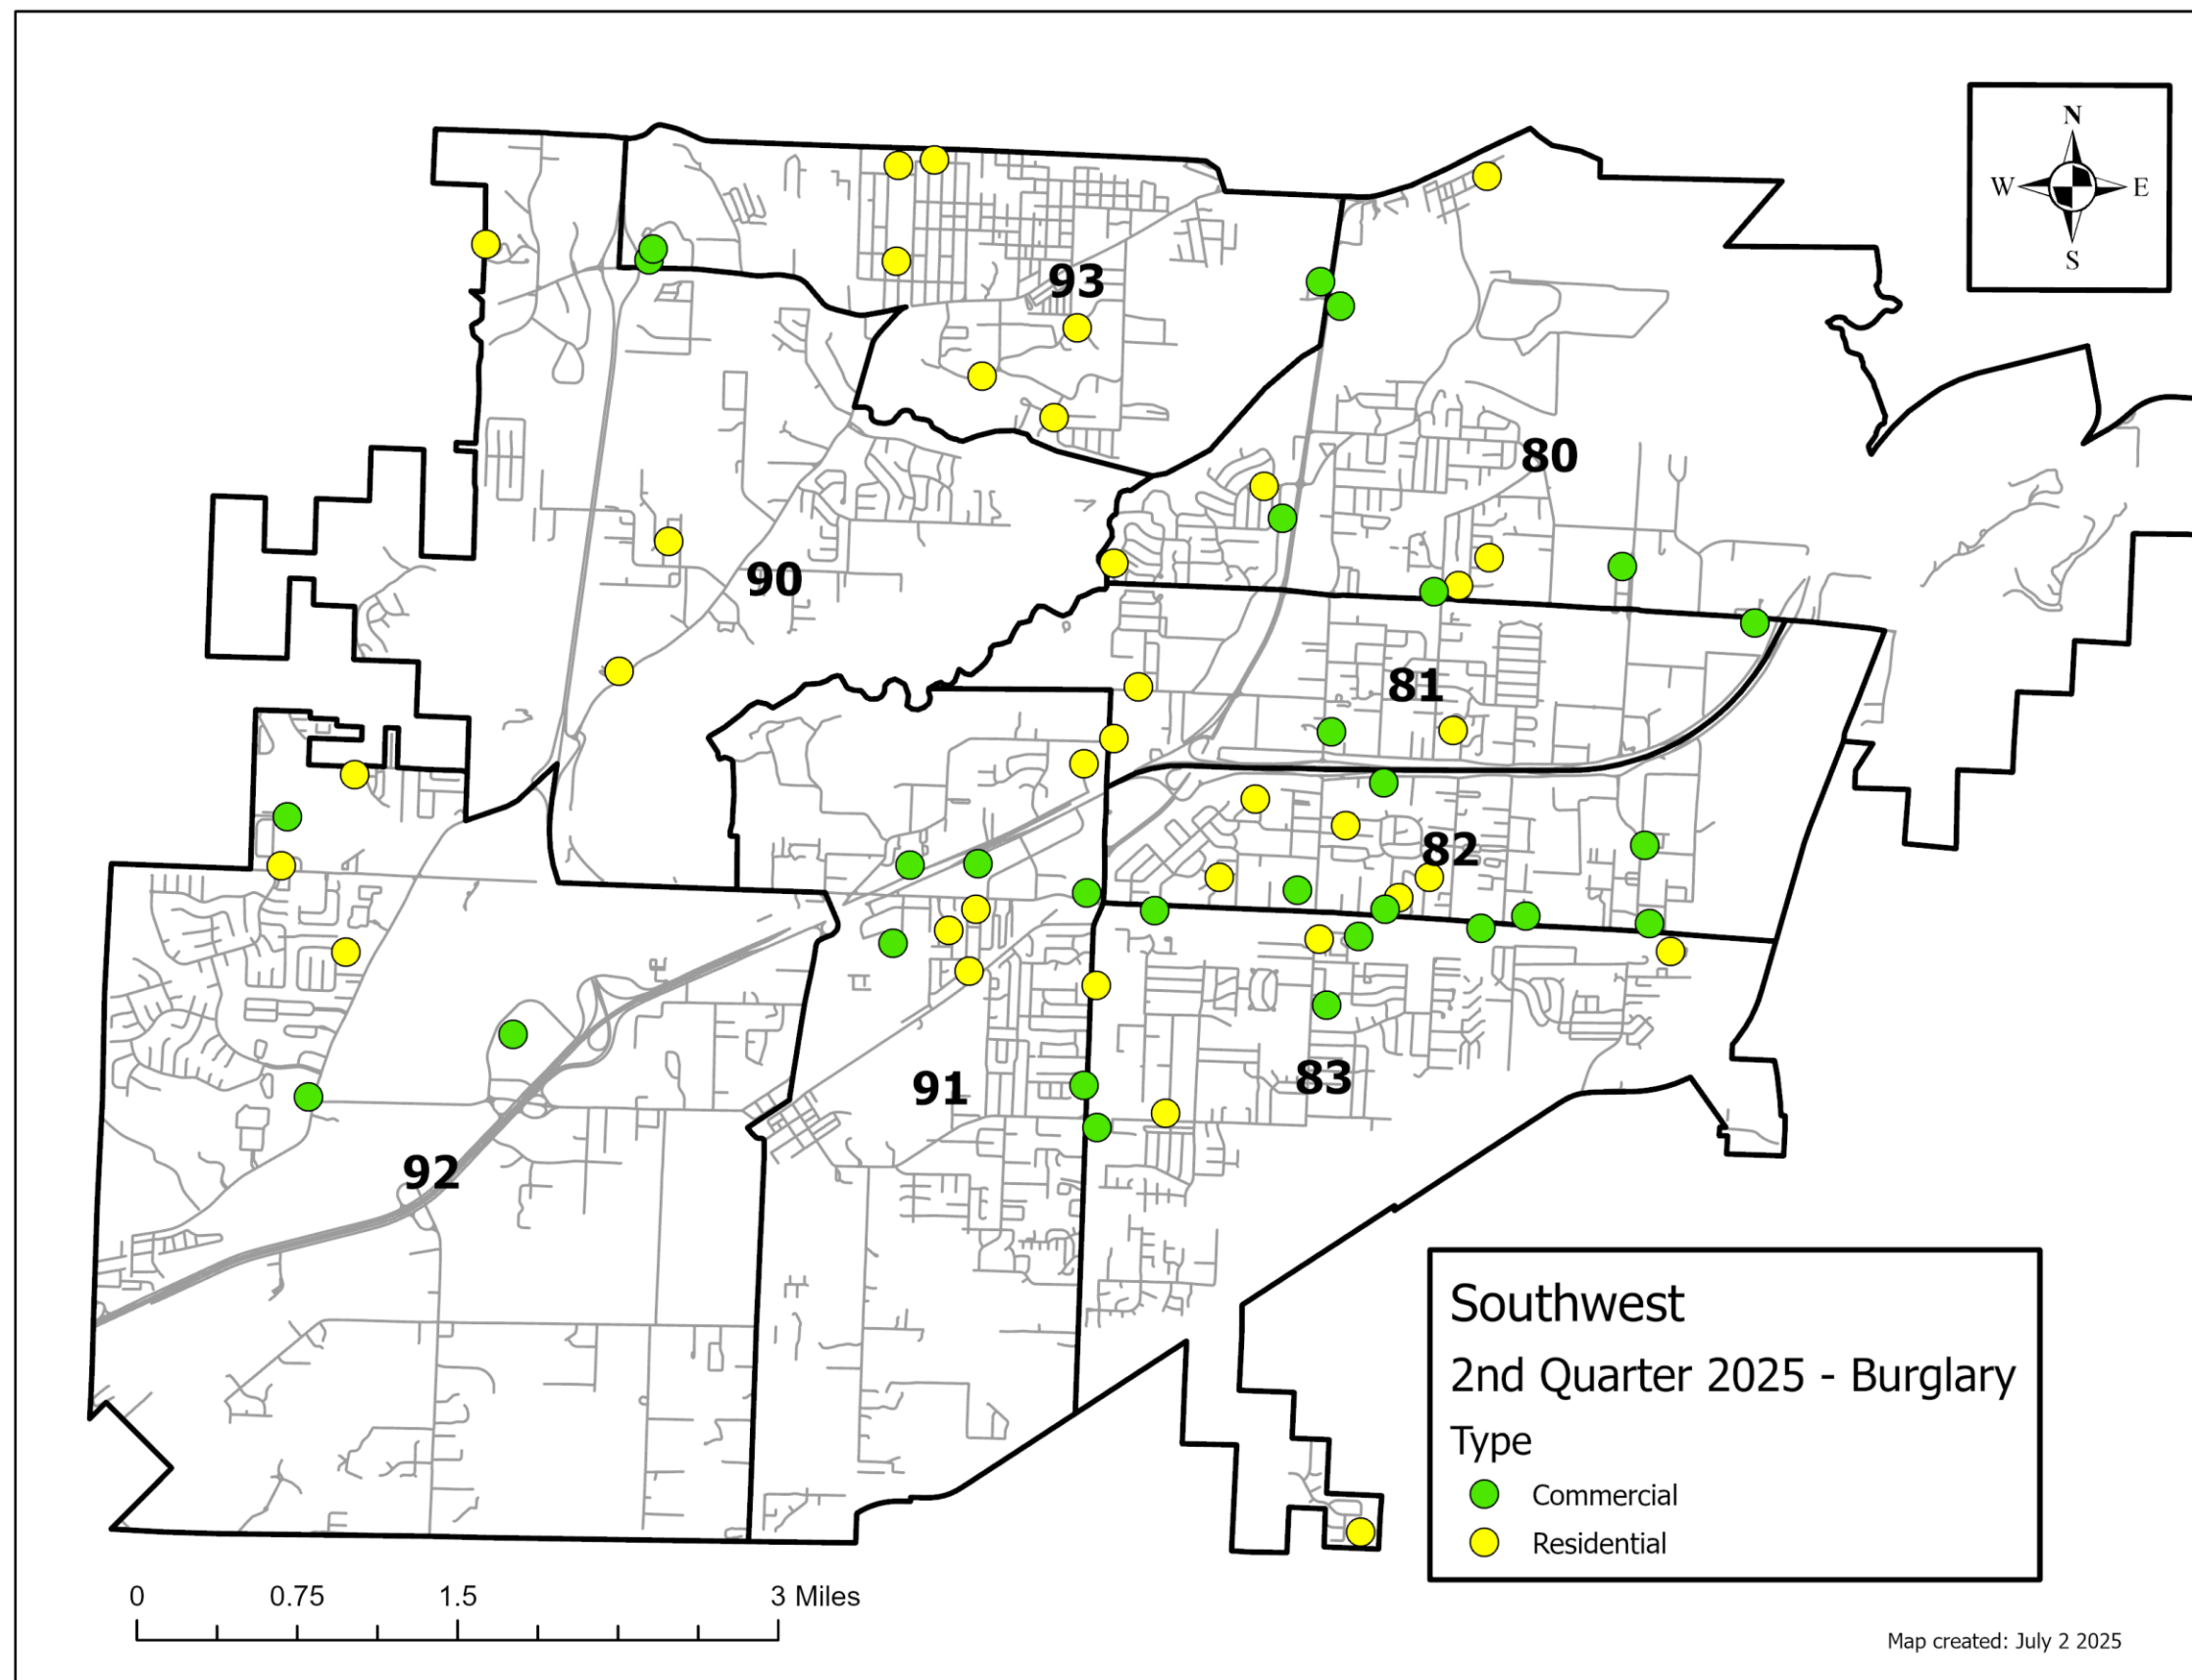 N
W E
S
93
80
90
81
82
91
83
92
Southwest
2nd Quarter 2025 - Burglary
Type
Commercial
Residential
0 0.75 1.5 3 Miles
Map created: July 2 2025